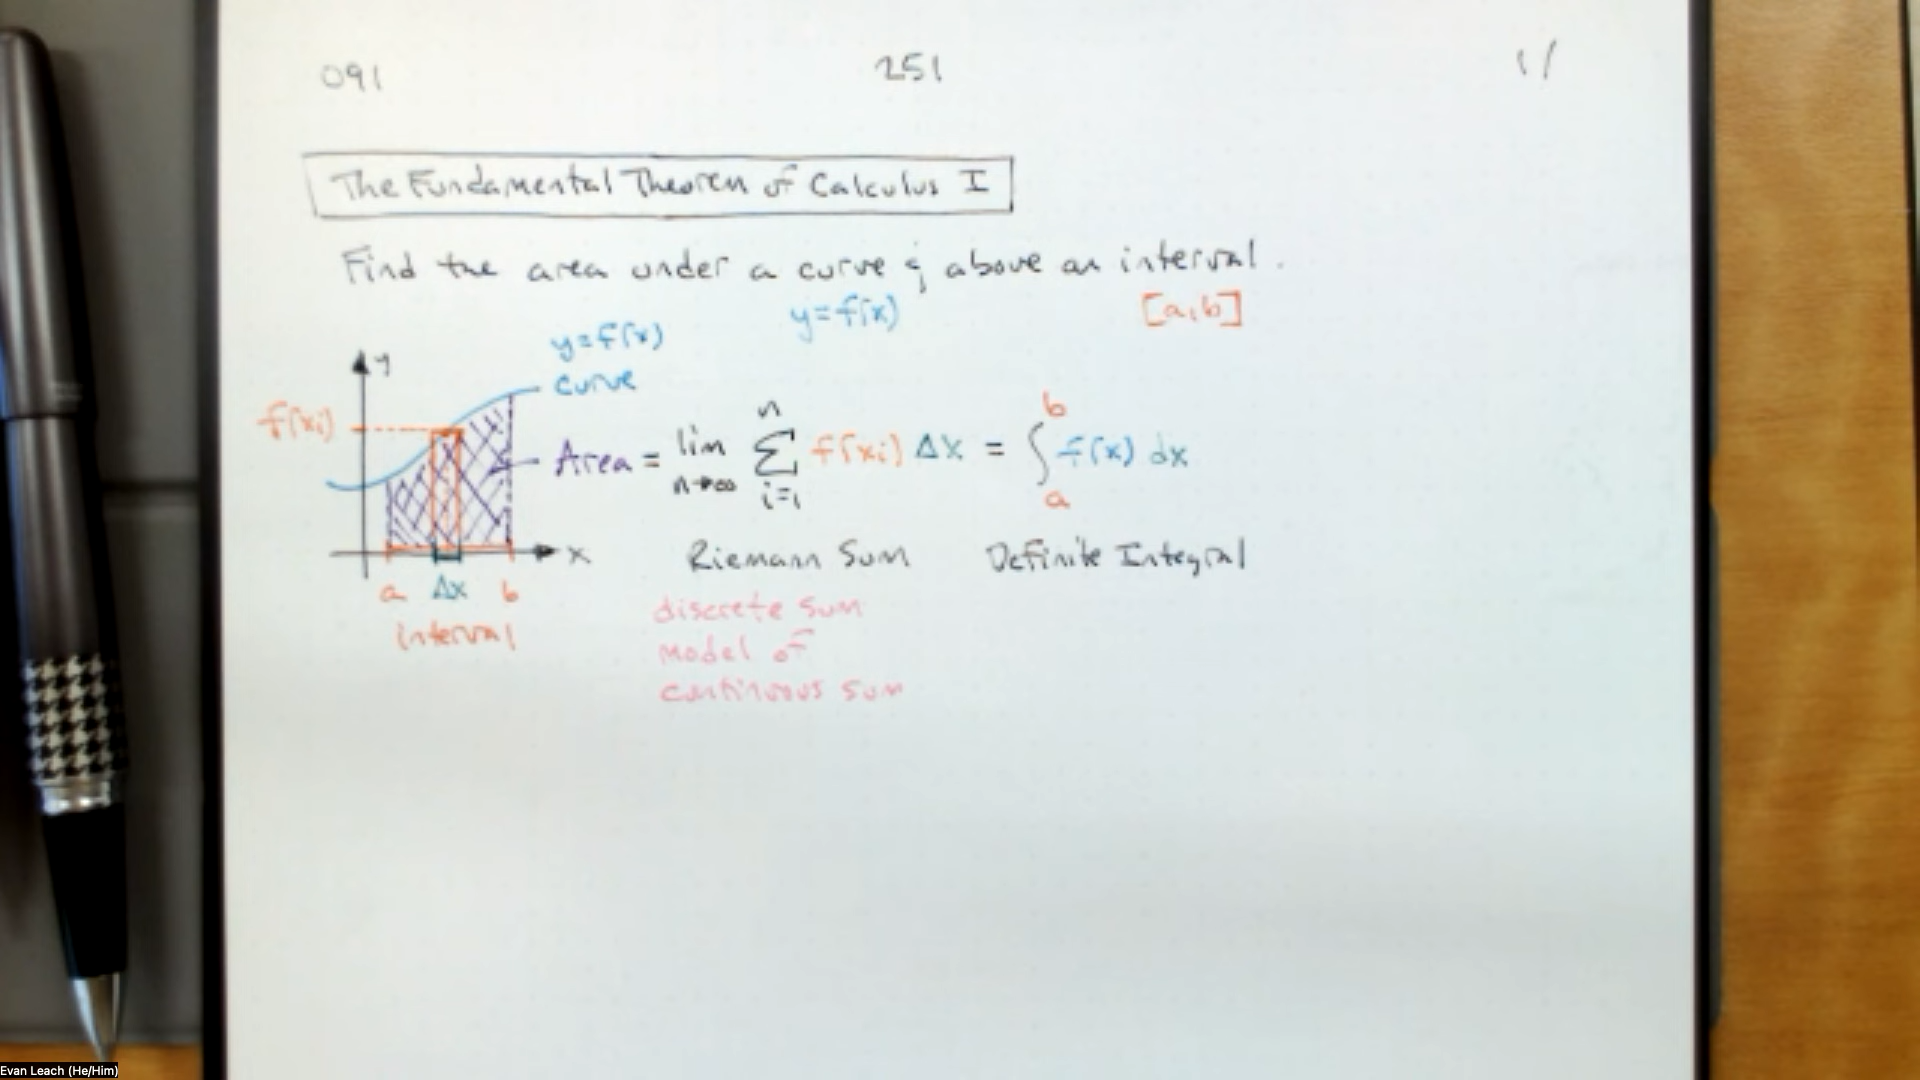 091 251 1/
The Fundamental Theorem of Calculus I
Find the area under a curve & above an interval.
y=f(x) [a,b]
y=f(x)
curve
y
f(xi)
Area = lim n→∞ n Σ i=1 f(xi) Δx = ∫ b a f(x) dx
x
a Δx b
interval
Riemann Sum Definite Integral
discrete sum
model of
continuous sum
Evan Leach (He/Him)